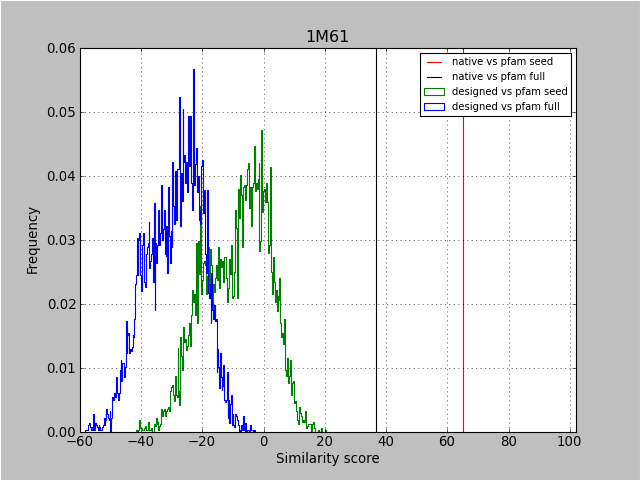 1M61
0.06
0.05
0.04
0.03
0.02
0.01
0.00
Frequency
native vs pfam seed
native vs pfam full
designed vs pfam seed
designed vs pfam full
−60 −40 −20 0 20 40 60 80 100
Similarity score